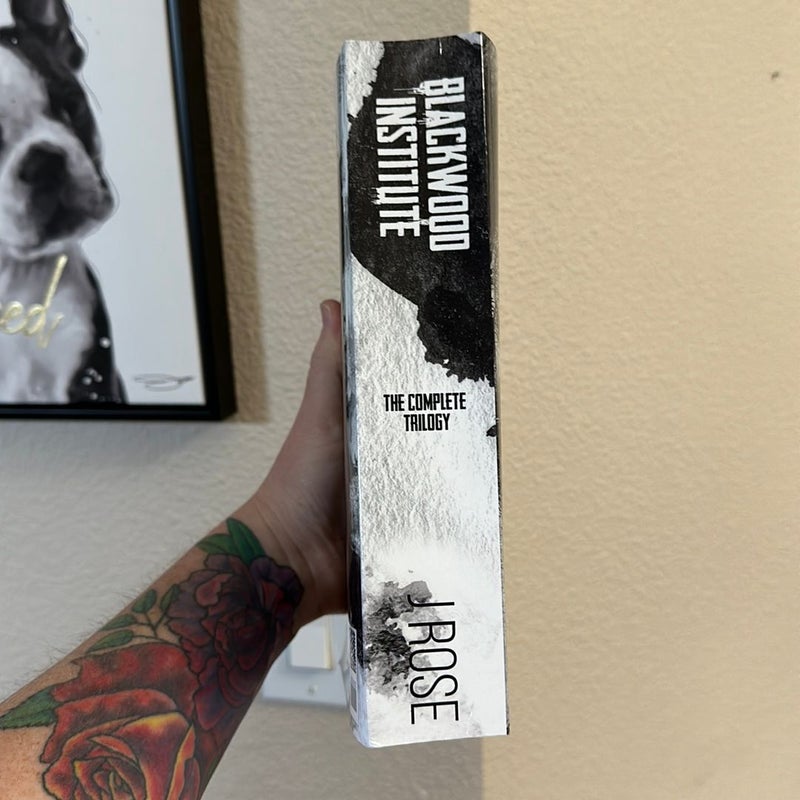 BLACKWOOD
INSTITUTE
THE COMPLETE
TRILOGY
J ROSE